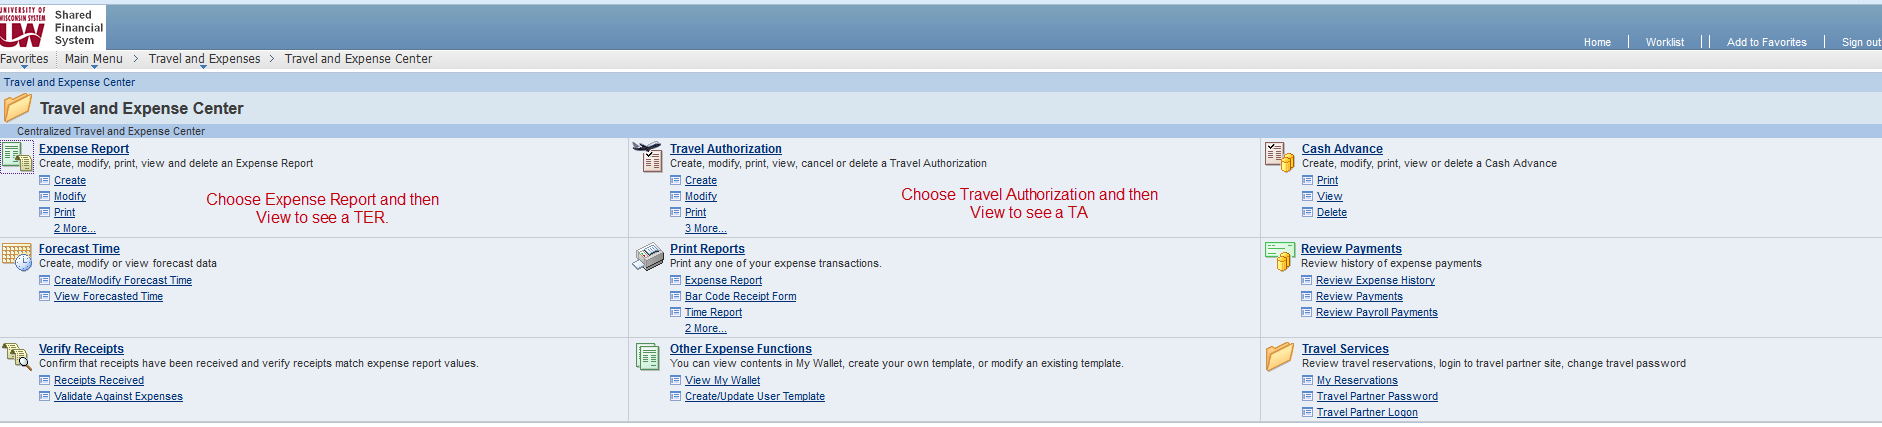 UNIVERSITY OF
WISCONSIN SYSTEM
UW
Shared
Financial
System
Home
Worklist
Add to Favorites
Sign out
Favorites
Main Menu
Travel and Expenses
Travel and Expense Center
Travel and Expense Center
Travel and Expense Center
Centralized Travel and Expense Center
Expense Report
Create, modify, print, view and delete an Expense Report
Create
Modify
Print
2 More...
Choose Expense Report and then
View to see a TER.
Travel Authorization
Create, modify, print, view, cancel or delete a Travel Authorization
Create
Modify
Print
3 More...
Choose Travel Authorization and then
View to see a TA
Cash Advance
Create, modify, print, view or delete a Cash Advance
Print
View
Delete
Forecast Time
Create, modify or view forecast data
Create/Modify Forecast Time
View Forecasted Time
Print Reports
Print any one of your expense transactions.
Expense Report
Bar Code Receipt Form
Time Report
2 More...
Review Payments
Review history of expense payments
Review Expense History
Review Payments
Review Payroll Payments
Verify Receipts
Confirm that receipts have been received and verify receipts match expense report values.
Receipts Received
Validate Against Expenses
Other Expense Functions
You can view contents in My Wallet, create your own template, or modify an existing template.
View My Wallet
Create/Update User Template
Travel Services
Review travel reservations, login to travel partner site, change travel password
My Reservations
Travel Partner Password
Travel Partner Logon